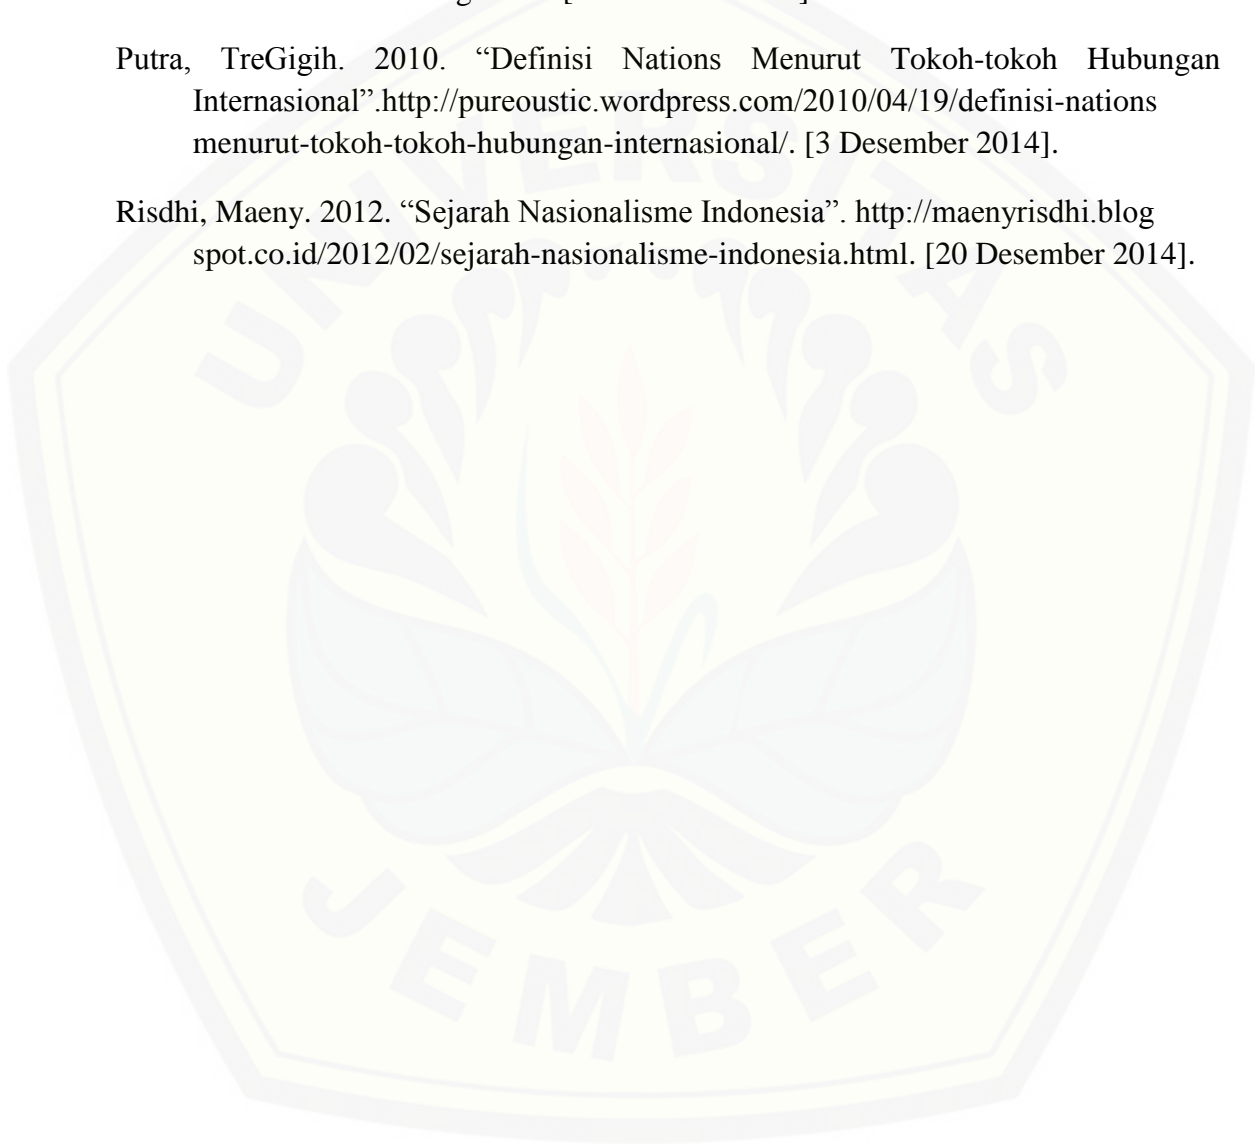 Putra, TreGigih. 2010. “Definisi Nations Menurut Tokoh-tokoh Hubungan
Internasional”.http://pureoustic.wordpress.com/2010/04/19/definisi-nations
menurut-tokoh-tokoh-hubungan-internasional/. [3 Desember 2014].
Risdhi, Maeny. 2012. “Sejarah Nasionalisme Indonesia”. http://maenyrisdhi.blog
spot.co.id/2012/02/sejarah-nasionalisme-indonesia.html. [20 Desember 2014].
UNIVERSITAS
JEMBER